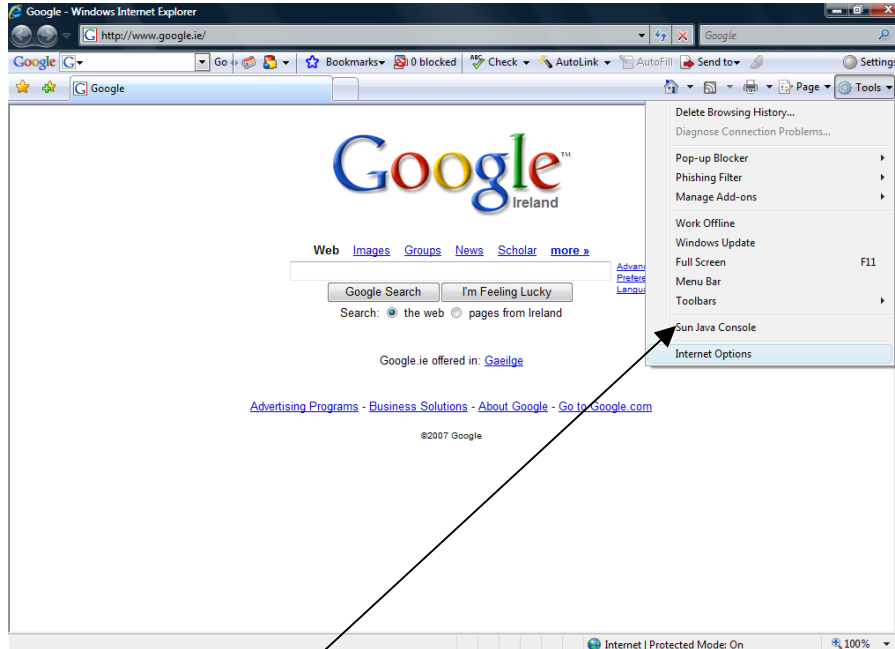 Google - Windows Internet Explorer
http://www.google.ie/ Google
Google Go Bookmarks 0 blocked ABC Check AutoLink AutoFill Send to Settings
Google Page Tools
Delete Browsing History...
Diagnose Connection Problems...
Pop-up Blocker
Phishing Filter
Manage Add-ons
Work Offline
Windows Update
Full Screen F11
Menu Bar
Toolbars
Sun Java Console
Internet Options
Google™
Ireland
Web Images Groups News Scholar more »
Google Search I'm Feeling Lucky
Search: the web pages from Ireland
Google.ie offered in: Gaeilge
Advertising Programs - Business Solutions - About Google - Go to Google.com
©2007 Google
Internet | Protected Mode: On 100%